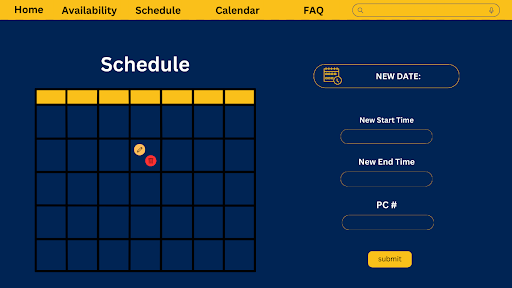 Home Availability Schedule Calendar FAQ
Schedule
NEW DATE:
New Start Time
New End Time
PC #
submit